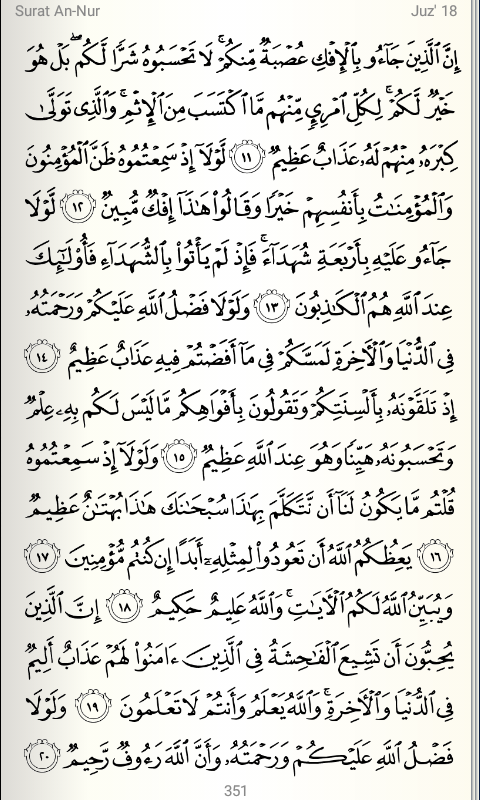 Surat An-Nur Juz' 18
إِنَّ ٱلَّذِينَ جَآءُو بِٱلْإِفْكِ عُصْبَةٌ مِّنكُمْ ۚ لَا تَحْسَبُوهُ شَرًّا لَّكُم ۖ بَلْ هُوَ
خَيْرٌ لَّكُمْ ۚ لِكُلِّ ٱمْرِئٍ مِّنْهُم مَّا ٱكْتَسَبَ مِنَ ٱلْإِثْمِ ۚ وَٱلَّذِى تَوَلَّىٰ
كِبْرَهُۥ مِنْهُمْ لَهُۥ عَذَابٌ عَظِيمٌ ١١ لَّوْلَآ إِذْ سَمِعْتُمُوهُ ظَنَّ ٱلْمُؤْمِنُونَ
وَٱلْمُؤْمِنَٰتُ بِأَنفُسِهِمْ خَيْرًا وَقَالُوا۟ هَٰذَآ إِفْكٌ مُّبِينٌ ١٢ لَّوْلَا
جَآءُو عَلَيْهِ بِأَرْبَعَةِ شُهَدَآءَ ۚ فَإِذْ لَمْ يَأْتُوا۟ بِٱلشُّهَدَآءِ فَأُو۟لَٰٓئِكَ
عِندَ ٱللَّهِ هُمُ ٱلْكَٰذِبُونَ ١٣ وَلَوْلَا فَضْلُ ٱللَّهِ عَلَيْكُمْ وَرَحْمَتُهُۥ
فِى ٱلدُّنْيَا وَٱلْءَاخِرَةِ لَمَسَّكُمْ فِى مَآ أَفَضْتُمْ فِيهِ عَذَابٌ عَظِيمٌ ١٤
إِذْ تَلَقَّوْنَهُۥ بِأَلْسِنَتِكُمْ وَتَقُولُونَ بِأَفْوَاهِكُم مَّا لَيْسَ لَكُم بِهِۦ عِلْمٌ
وَتَحْسَبُونَهُۥ هَيِّنًا وَهُوَ عِندَ ٱللَّهِ عَظِيمٌ ١٥ وَلَوْلَآ إِذْ سَمِعْتُمُوهُ
قُلْتُم مَّا يَكُونُ لَنَآ أَن نَّتَكَلَّمَ بِهَٰذَا سُبْحَٰنَكَ هَٰذَا بُهْتَٰنٌ عَظِيمٌ
١٦ يَعِظُكُمُ ٱللَّهُ أَن تَعُودُوا۟ لِمِثْلِهِۦٓ أَبَدًا إِن كُنتُم مُّؤْمِنِينَ ١٧
وَيُبَيِّنُ ٱللَّهُ لَكُمُ ٱلْءَايَٰتِ ۚ وَٱللَّهُ عَلِيمٌ حَكِيمٌ ١٨ إِنَّ ٱلَّذِينَ
يُحِبُّونَ أَن تَشِيعَ ٱلْفَٰحِشَةُ فِى ٱلَّذِينَ ءَامَنُوا۟ لَهُمْ عَذَابٌ أَلِيمٌ
فِى ٱلدُّنْيَا وَٱلْءَاخِرَةِ ۚ وَٱللَّهُ يَعْلَمُ وَأَنتُمْ لَا تَعْلَمُونَ ١٩ وَلَوْلَا
فَضْلُ ٱللَّهِ عَلَيْكُمْ وَرَحْمَتُهُۥ وَأَنَّ ٱللَّهَ رَءُوفٌ رَّحِيمٌ ٢٠
351